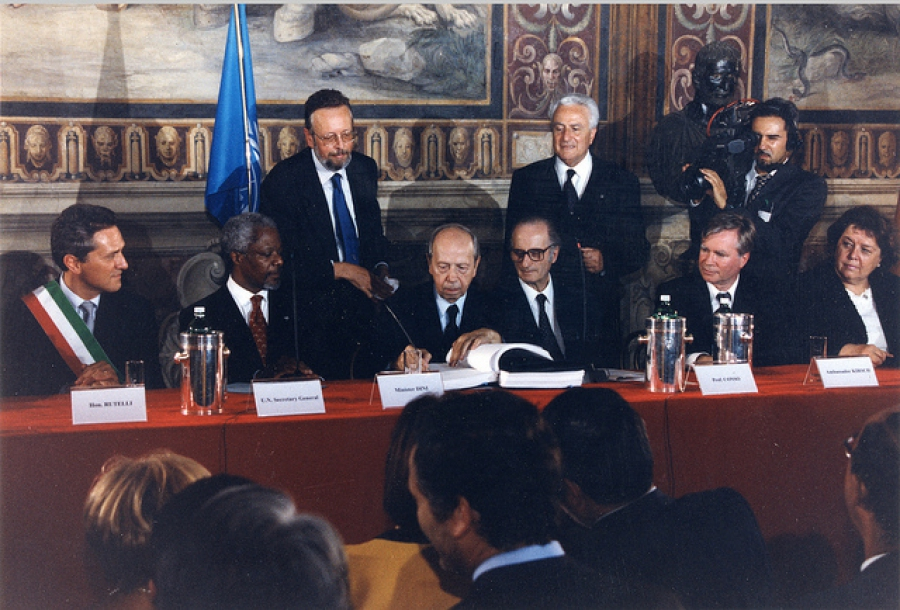 Hon. RUTELLI
U.N. Secretary General
Minister DINI
Prof. CONSO
Ambassador KIRSCH